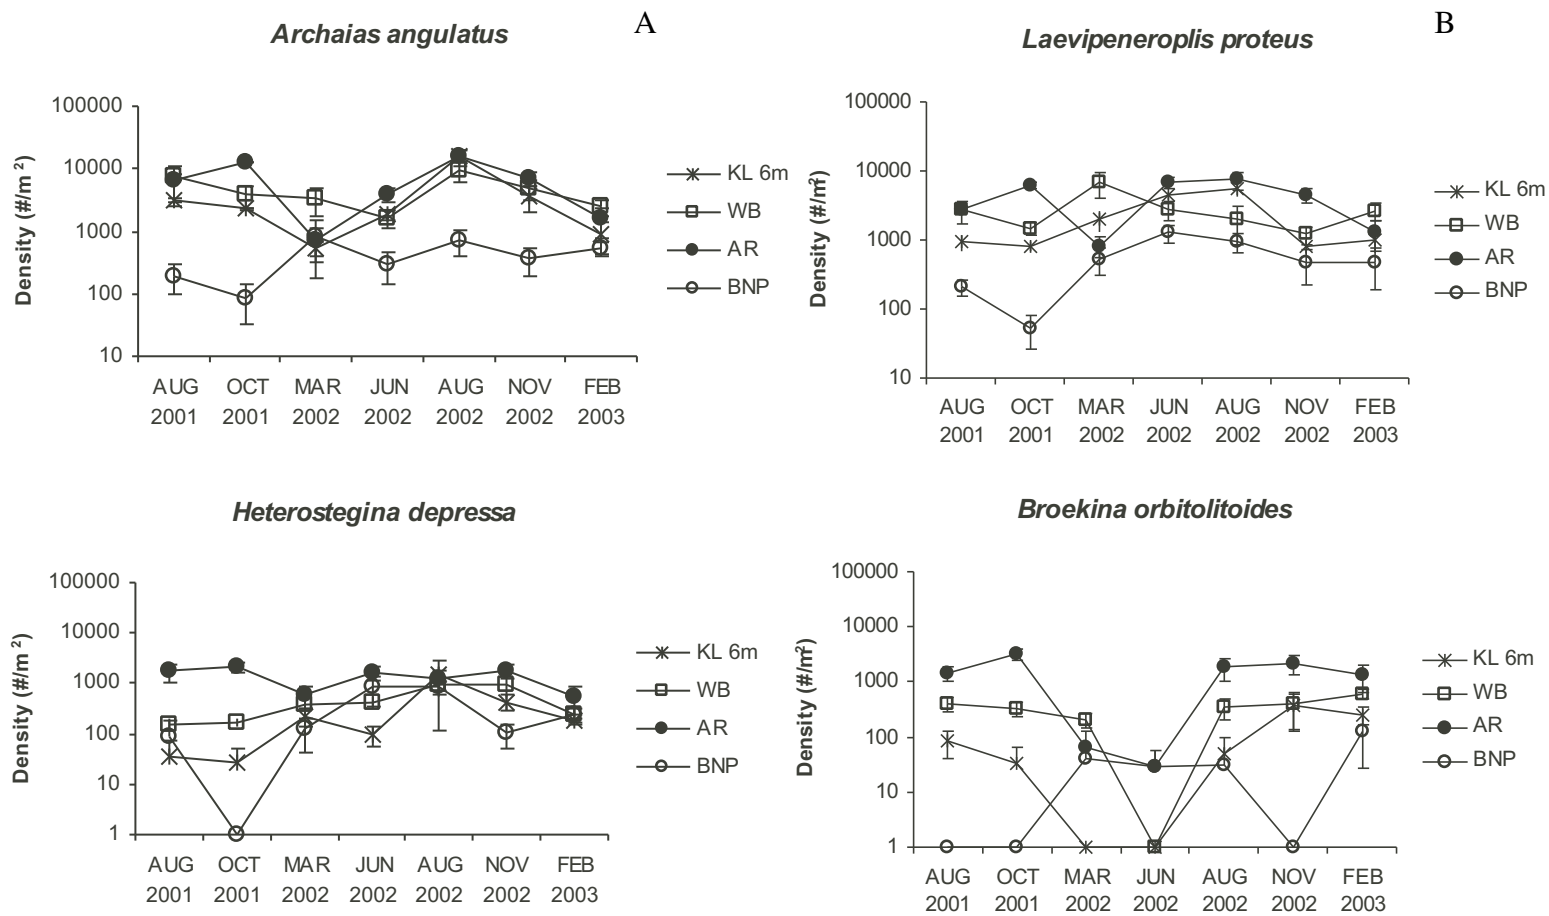 Archaias angulatus
A
Density (#/m²)
100000
10000
1000
100
10
AUG OCT MAR JUN AUG NOV FEB
2001 2001 2002 2002 2002 2002 2003
KL 6m
WB
AR
BNP
Laevipeneroplis proteus
B
Density (#/m²)
100000
10000
1000
100
10
AUG OCT MAR JUN AUG NOV FEB
2001 2001 2002 2002 2002 2002 2003
KL 6m
WB
AR
BNP
Heterostegina depressa
Density (#/m²)
100000
10000
1000
100
10
1
AUG OCT MAR JUN AUG NOV FEB
2001 2001 2002 2002 2002 2002 2003
KL 6m
WB
AR
BNP
Broekina orbitolitoides
Density (#/m²)
100000
10000
1000
100
10
1
AUG OCT MAR JUN AUG NOV FEB
2001 2001 2002 2002 2002 2002 2003
KL 6m
WB
AR
BNP